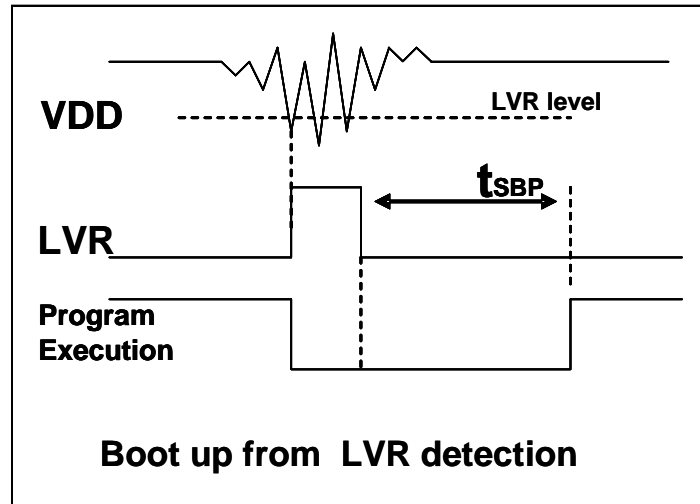 VDD
LVR level
tSBP
LVR
Program
Execution
Boot up from LVR detection